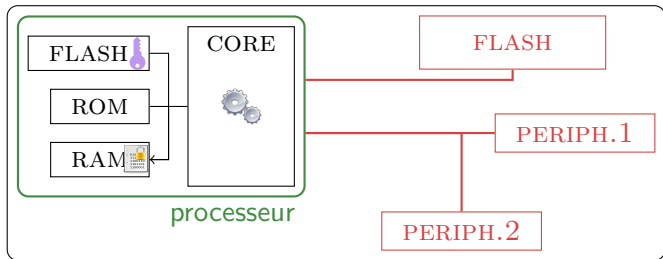 FLASH
ROM
RAM
CORE
processeur
FLASH
PERIPH.1
PERIPH.2